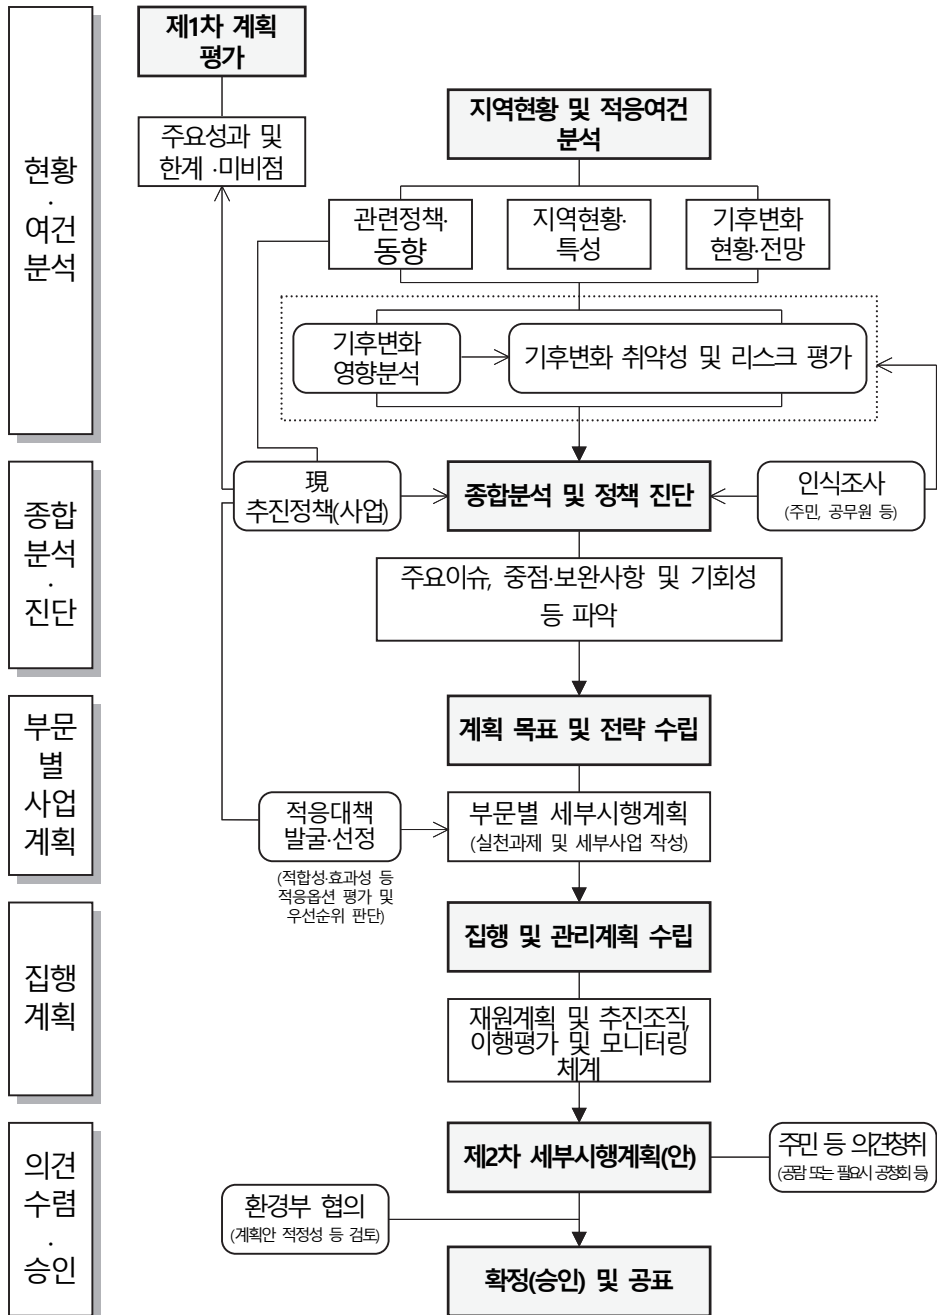 현황
·
여건
분석
제1차 계획
평가
주요성과 및
한계 ·미비점
지역현황 및 적응여건
분석
관련정책·
동향
지역현황·
특성
기후변화
현황·전망
기후변화
영향분석
기후변화 취약성 및 리스크 평가
종합
분석
·
진단
現
추진정책(사업)
종합분석 및 정책 진단
인식조사
(주민, 공무원 등)
주요이슈, 중점·보완사항 및 기회성
등 파악
부문
별
사업
계획
계획 목표 및 전략 수립
적응대책
발굴·선정
(적합성·효과성 등
적응옵션 평가 및
우선순위 판단)
부문별 세부시행계획
(실천과제 및 세부사업 작성)
집행
계획
집행 및 관리계획 수립
재원계획 및 추진조직,
이행평가 및 모니터링
체계
의견
수렴
·
승인
제2차 세부시행계획(안)
주민 등 의견청취
(공람 또는 필요시 공청회 등)
환경부 협의
(계획안 적정성 등 검토)
확정(승인) 및 공표